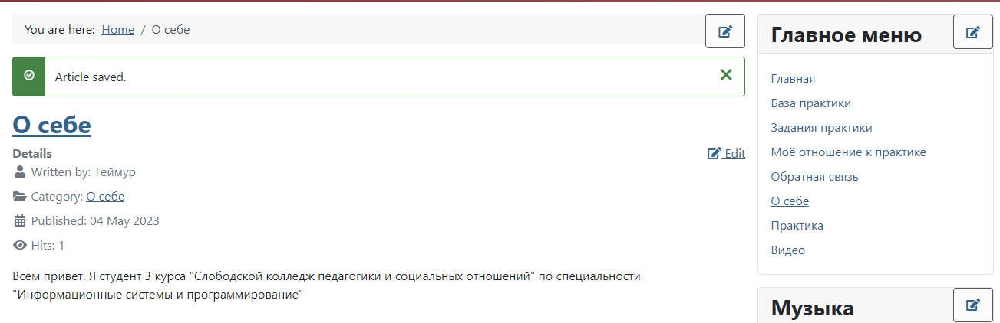 You are here: Home / О себе
Article saved.
О себе
Details
Edit
Written by: Теймур
Category: О себе
Published: 04 May 2023
Hits: 1
Всем привет. Я студент 3 курса "Слободской колледж педагогики и социальных отношений" по специальности
"Информационные системы и программирование"
Главное меню
Главная
База практики
Задания практики
Моё отношение к практике
Обратная связь
О себе
Практика
Видео
Музыка